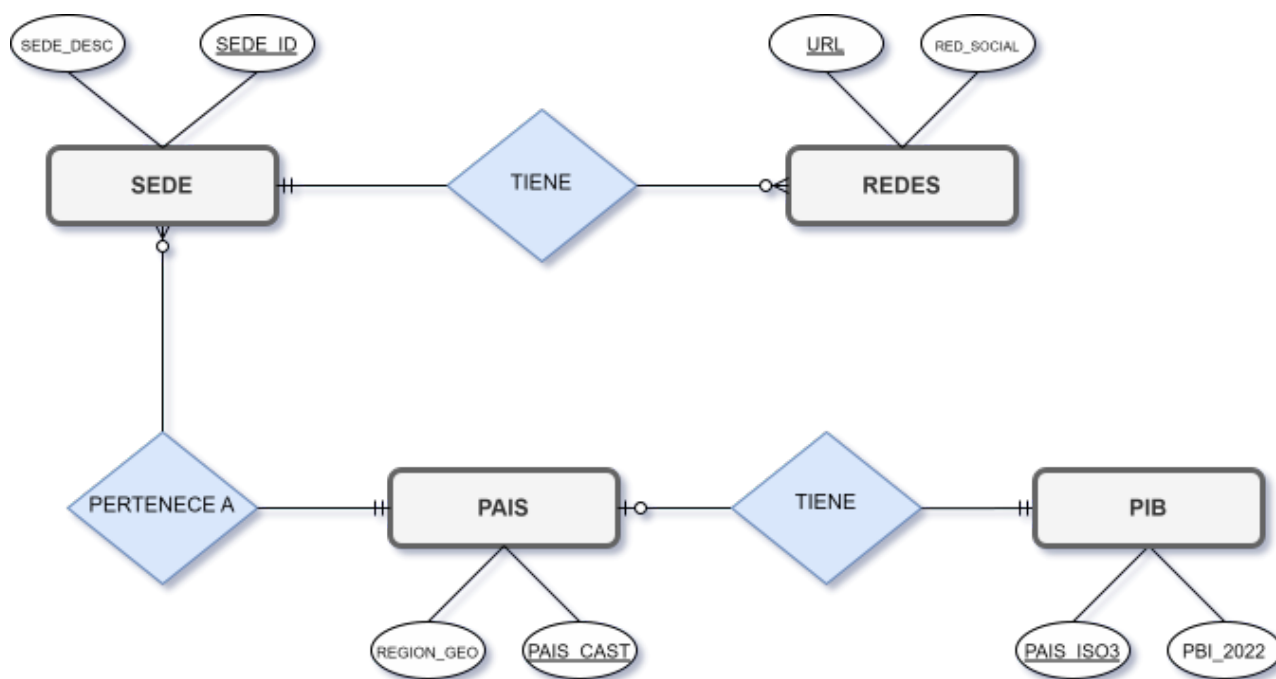 SEDE_DESC
SEDE_ID
URL
RED_SOCIAL
SEDE
TIENE
REDES
PERTENECE A
PAIS
TIENE
PIB
REGION_GEO
PAIS_CAST
PAIS_ISO3
PBI_2022